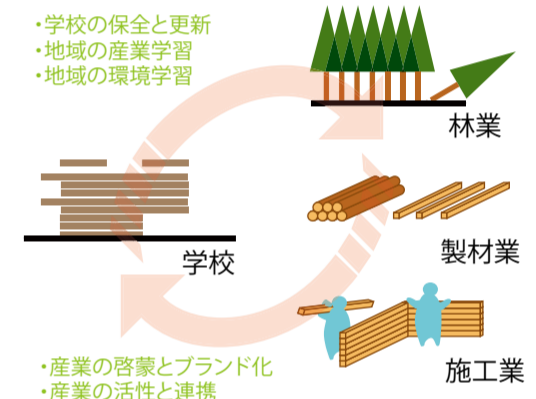 ・学校の保全と更新
・地域の産業学習
・地域の環境学習
林業
製材業
学校
施工業
・産業の啓蒙とブランド化
・産業の活性と連携